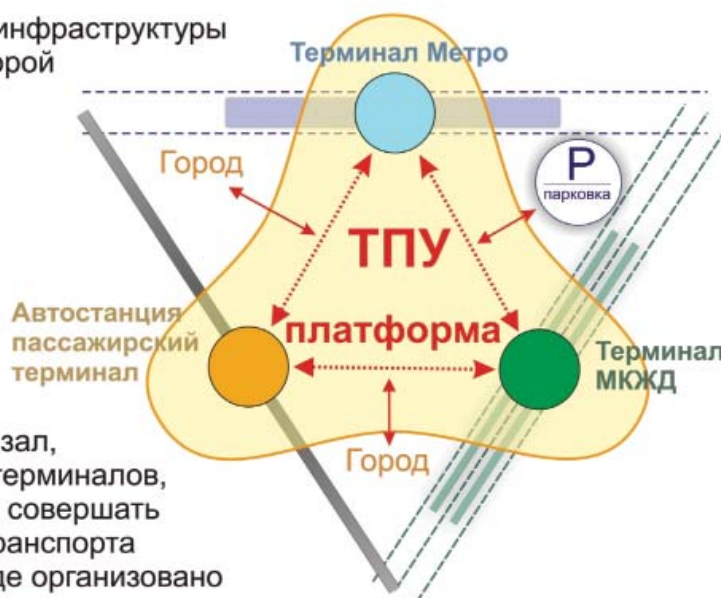 инфраструктуры
орой
Терминал Метро
Город
P
парковка
ТПУ
Автостанция
пассажирский
терминал
платформа
Терминал
МКЖД
зал,
терминалов,
совершать
ранспорта
де организовано
Город